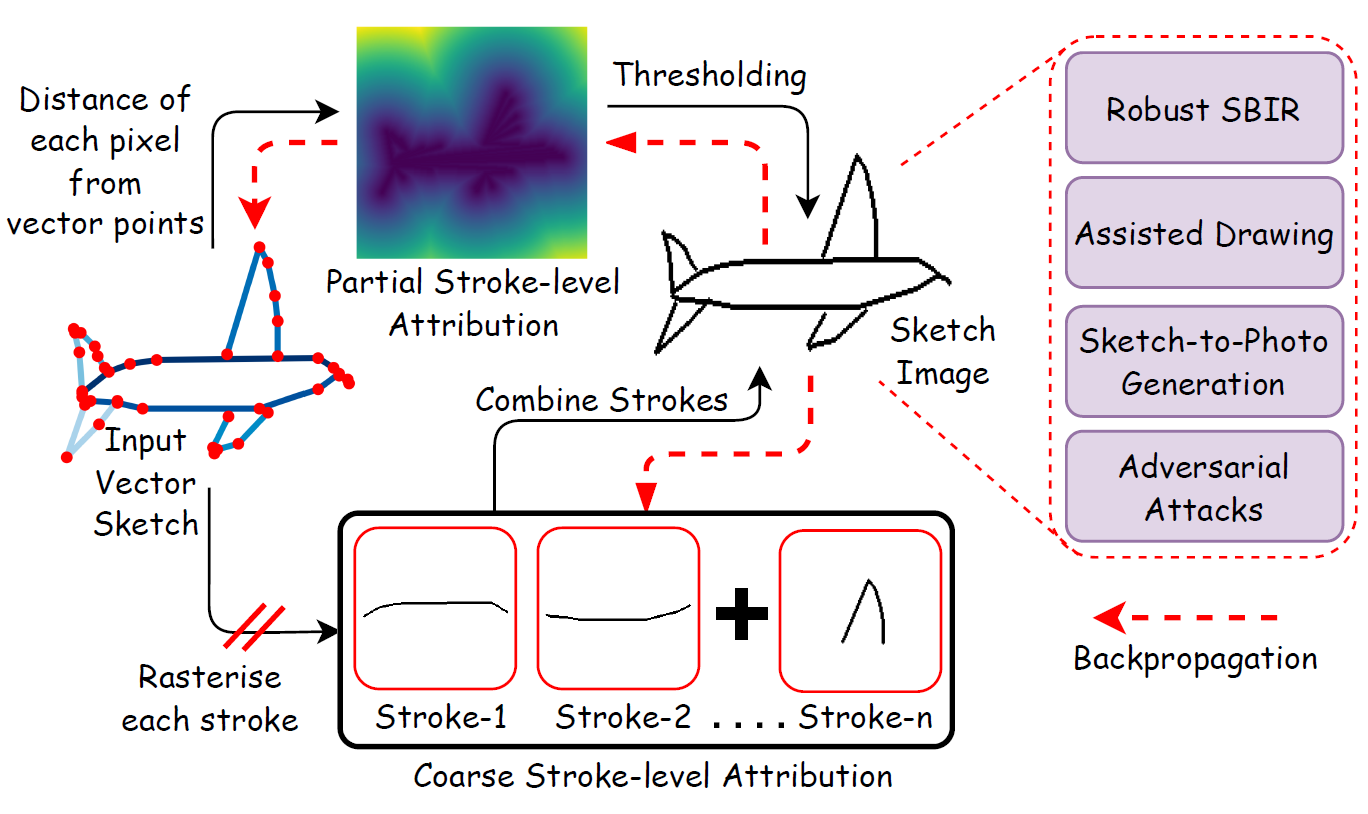 Distance of
each pixel
from
vector points
Thresholding
Partial Stroke-level
Attribution
Sketch
Image
Combine Strokes
Input
Vector
Sketch
Rasterise
each stroke
Stroke-1
Stroke-2
. . . .
Stroke-n
Coarse Stroke-level Attribution
Robust SBIR
Assisted Drawing
Sketch-to-Photo
Generation
Adversarial
Attacks
Backpropagation